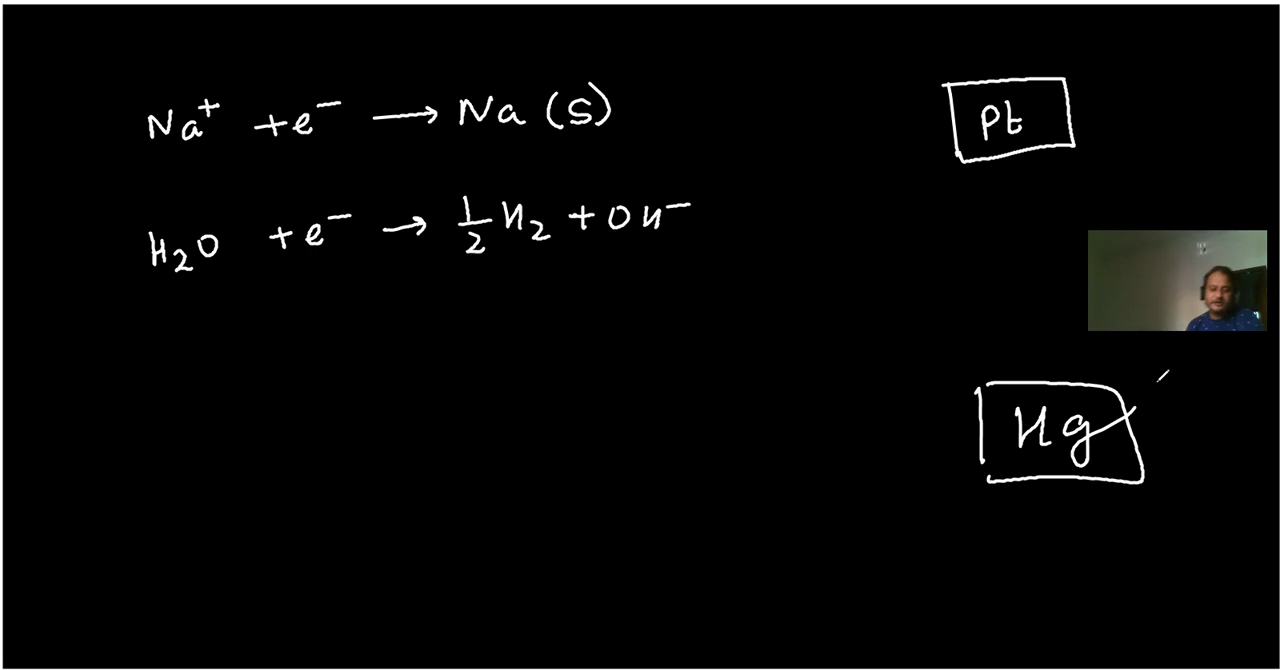 Na⁺ + e⁻ → Na (s)
Pt
H₂O + e⁻ → 1/2 H₂ + OH⁻
Hg